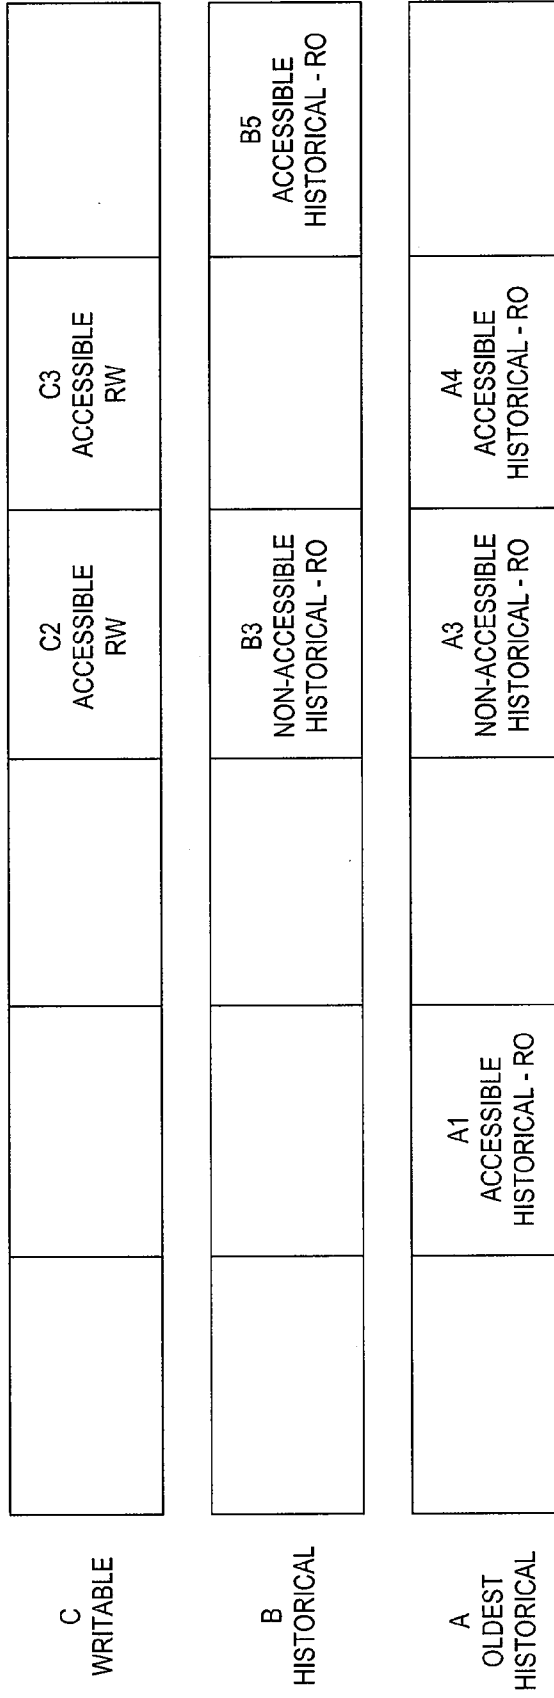 C
WRITABLE
C2
ACCESSIBLE
RW
C3
ACCESSIBLE
RW
B
HISTORICAL
B3
NON-ACCESSIBLE
HISTORICAL - RO
B5
ACCESSIBLE
HISTORICAL - RO
A
OLDEST
HISTORICAL
A1
ACCESSIBLE
HISTORICAL - RO
A3
NON-ACCESSIBLE
HISTORICAL - RO
A4
ACCESSIBLE
HISTORICAL - RO